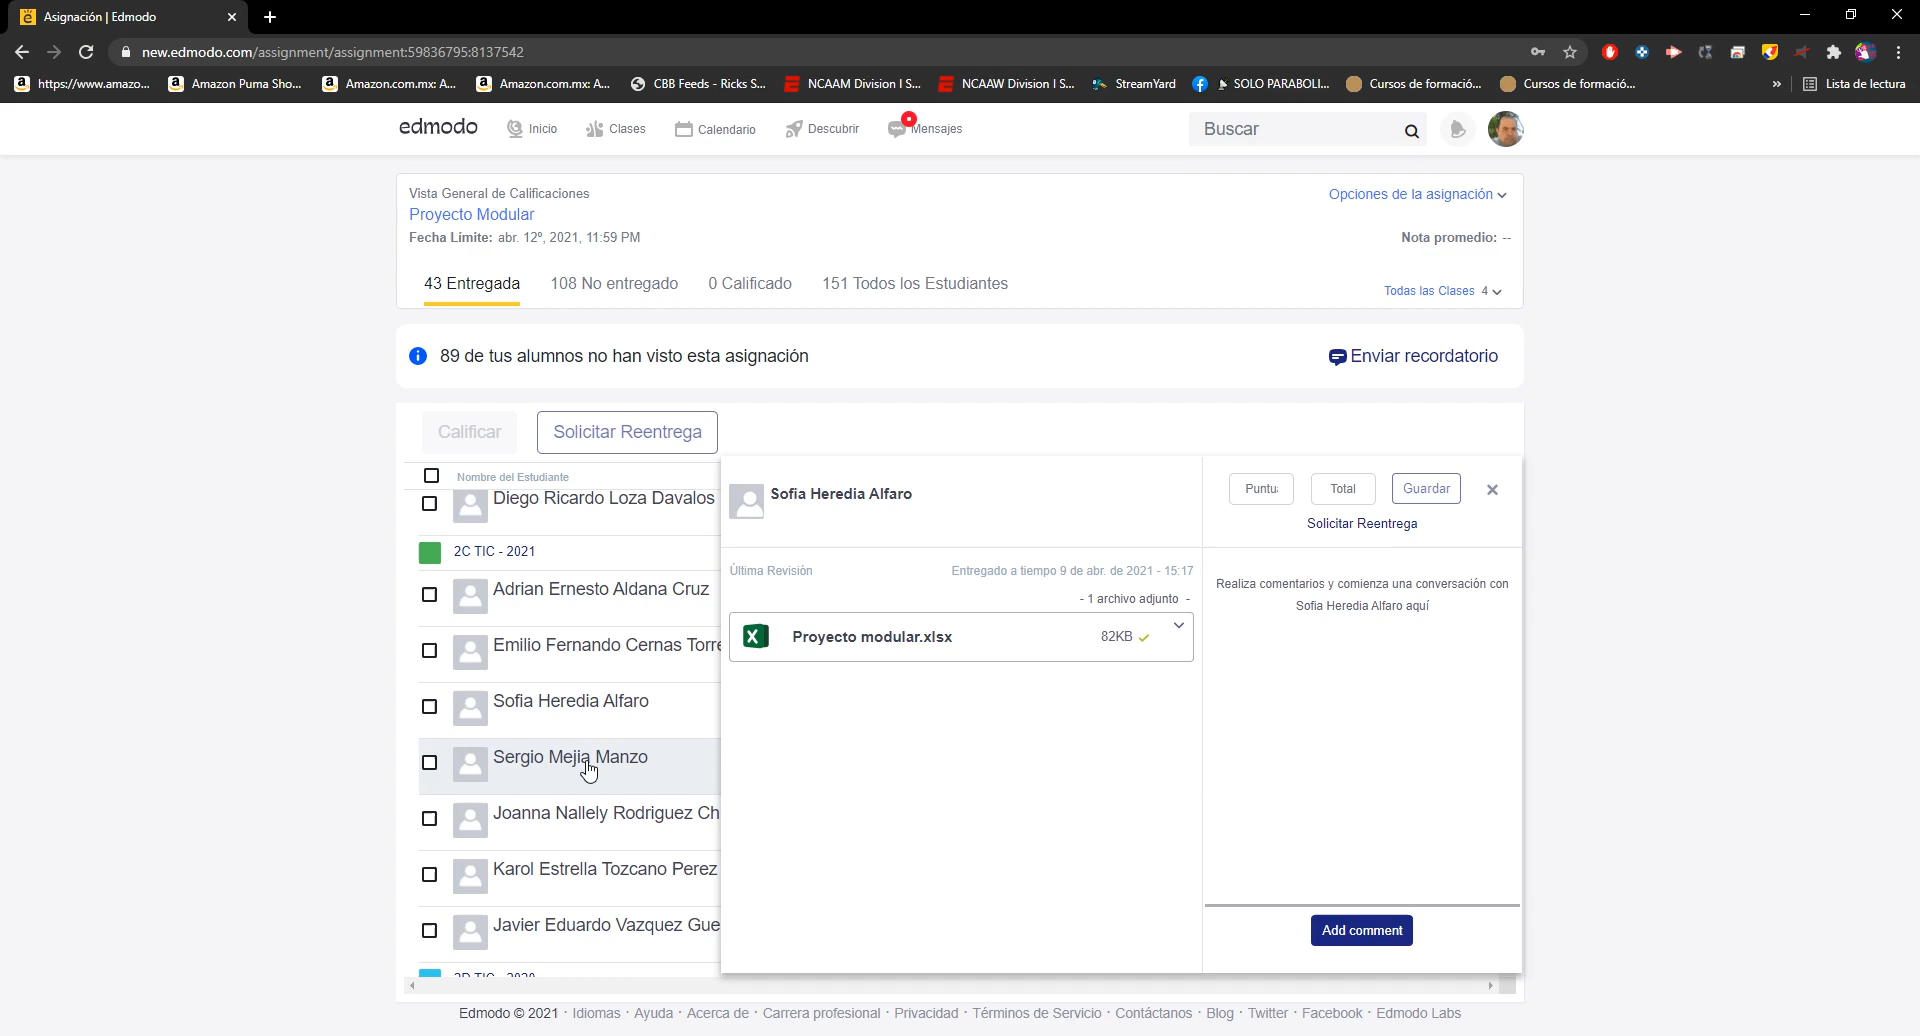 Asignación | Edmodo
new.edmodo.com/assignment/assignment:59836795:8137542
https://www.amazo... Amazon Puma Sho... Amazon.com.mx: A... Amazon.com.mx: A... CBB Feeds - Ricks S... NCAAM Division I S... NCAAW Division I S... StreamYard SOLO PARABOLI... Cursos de formació... Cursos de formació... » Lista de lectura
edmodo Inicio Clases Calendario Descubrir Mensajes Buscar
Vista General de Calificaciones Opciones de la asignación
Proyecto Modular
Fecha Limite: abr. 12º, 2021, 11:59 PM Nota promedio: --
43 Entregada 108 No entregado 0 Calificado 151 Todos los Estudiantes Todas las Clases 4
89 de tus alumnos no han visto esta asignación Enviar recordatorio
Calificar Solicitar Reentrega
Nombre del Estudiante
Diego Ricardo Loza Davalos
2C TIC - 2021
Adrian Ernesto Aldana Cruz
Emilio Fernando Cernas Torre
Sofia Heredia Alfaro
Sergio Mejia Manzo
Joanna Nallely Rodriguez Ch
Karol Estrella Tozcano Perez
Javier Eduardo Vazquez Gue
2D TIC - 2020
Sofia Heredia Alfaro
Puntu Total Guardar
Solicitar Reentrega
Última Revisión Entregado a tiempo 9 de abr. de 2021 - 15:17
- 1 archivo adjunto -
Proyecto modular.xlsx 82KB
Realiza comentarios y comienza una conversación con
Sofia Heredia Alfaro aquí
Add comment
Edmodo © 2021 · Idiomas · Ayuda · Acerca de · Carrera profesional · Privacidad · Términos de Servicio · Contáctanos · Blog · Twitter · Facebook · Edmodo Labs